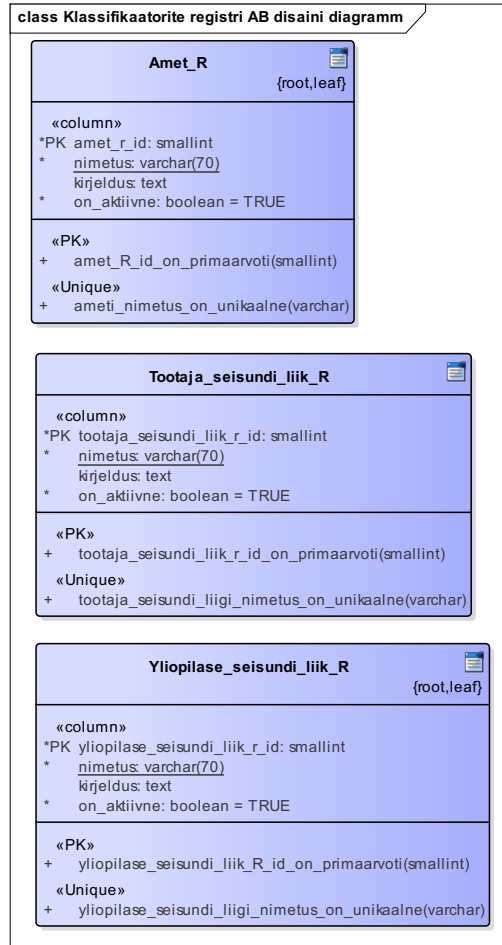 class Klassifikaatorite registri AB disaini diagramm
Amet_R
{root,leaf}
«column»
*PK amet_r_id: smallint
* nimetus: varchar(70)
kirjeldus: text
* on_aktiivne: boolean = TRUE
«PK»
+ amet_R_id_on_primaarvoti(smallint)
«Unique»
+ ameti_nimetus_on_unikaalne(varchar)
Tootaja_seisundi_liik_R
«column»
*PK tootaja_seisundi_liik_r_id: smallint
* nimetus: varchar(70)
kirjeldus: text
* on_aktiivne: boolean = TRUE
«PK»
+ tootaja_seisundi_liik_r_id_on_primaarvoti(smallint)
«Unique»
+ tootaja_seisundi_liigi_nimetus_on_unikaalne(varchar)
Yliopilase_seisundi_liik_R
{root,leaf}
«column»
*PK yliopilase_seisundi_liik_r_id: smallint
* nimetus: varchar(70)
kirjeldus: text
* on_aktiivne: boolean = TRUE
«PK»
+ yliopilase_seisundi_liik_R_id_on_primaarvoti(smallint)
«Unique»
+ yliopilase_seisundi_liigi_nimetus_on_unikaalne(varchar)